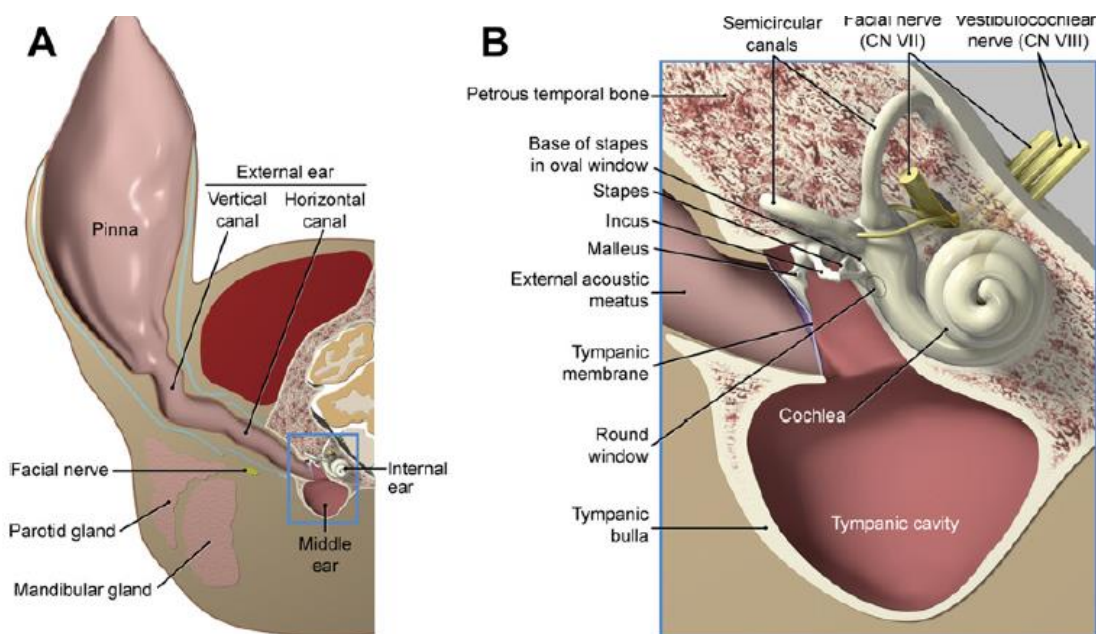 A
Pinna
External ear
Vertical
canal
Horizontal
canal
Facial nerve
Parotid gland
Mandibular gland
Middle
ear
Internal
ear
B
Semicircular
canals
Facial nerve
(CN VII)
Vestibulocochlear
nerve (CN VIII)
Petrous temporal bone
Base of stapes
in oval window
Stapes
Incus
Malleus
External acoustic
meatus
Tympanic
membrane
Cochlea
Round
window
Tympanic
bulla
Tympanic cavity